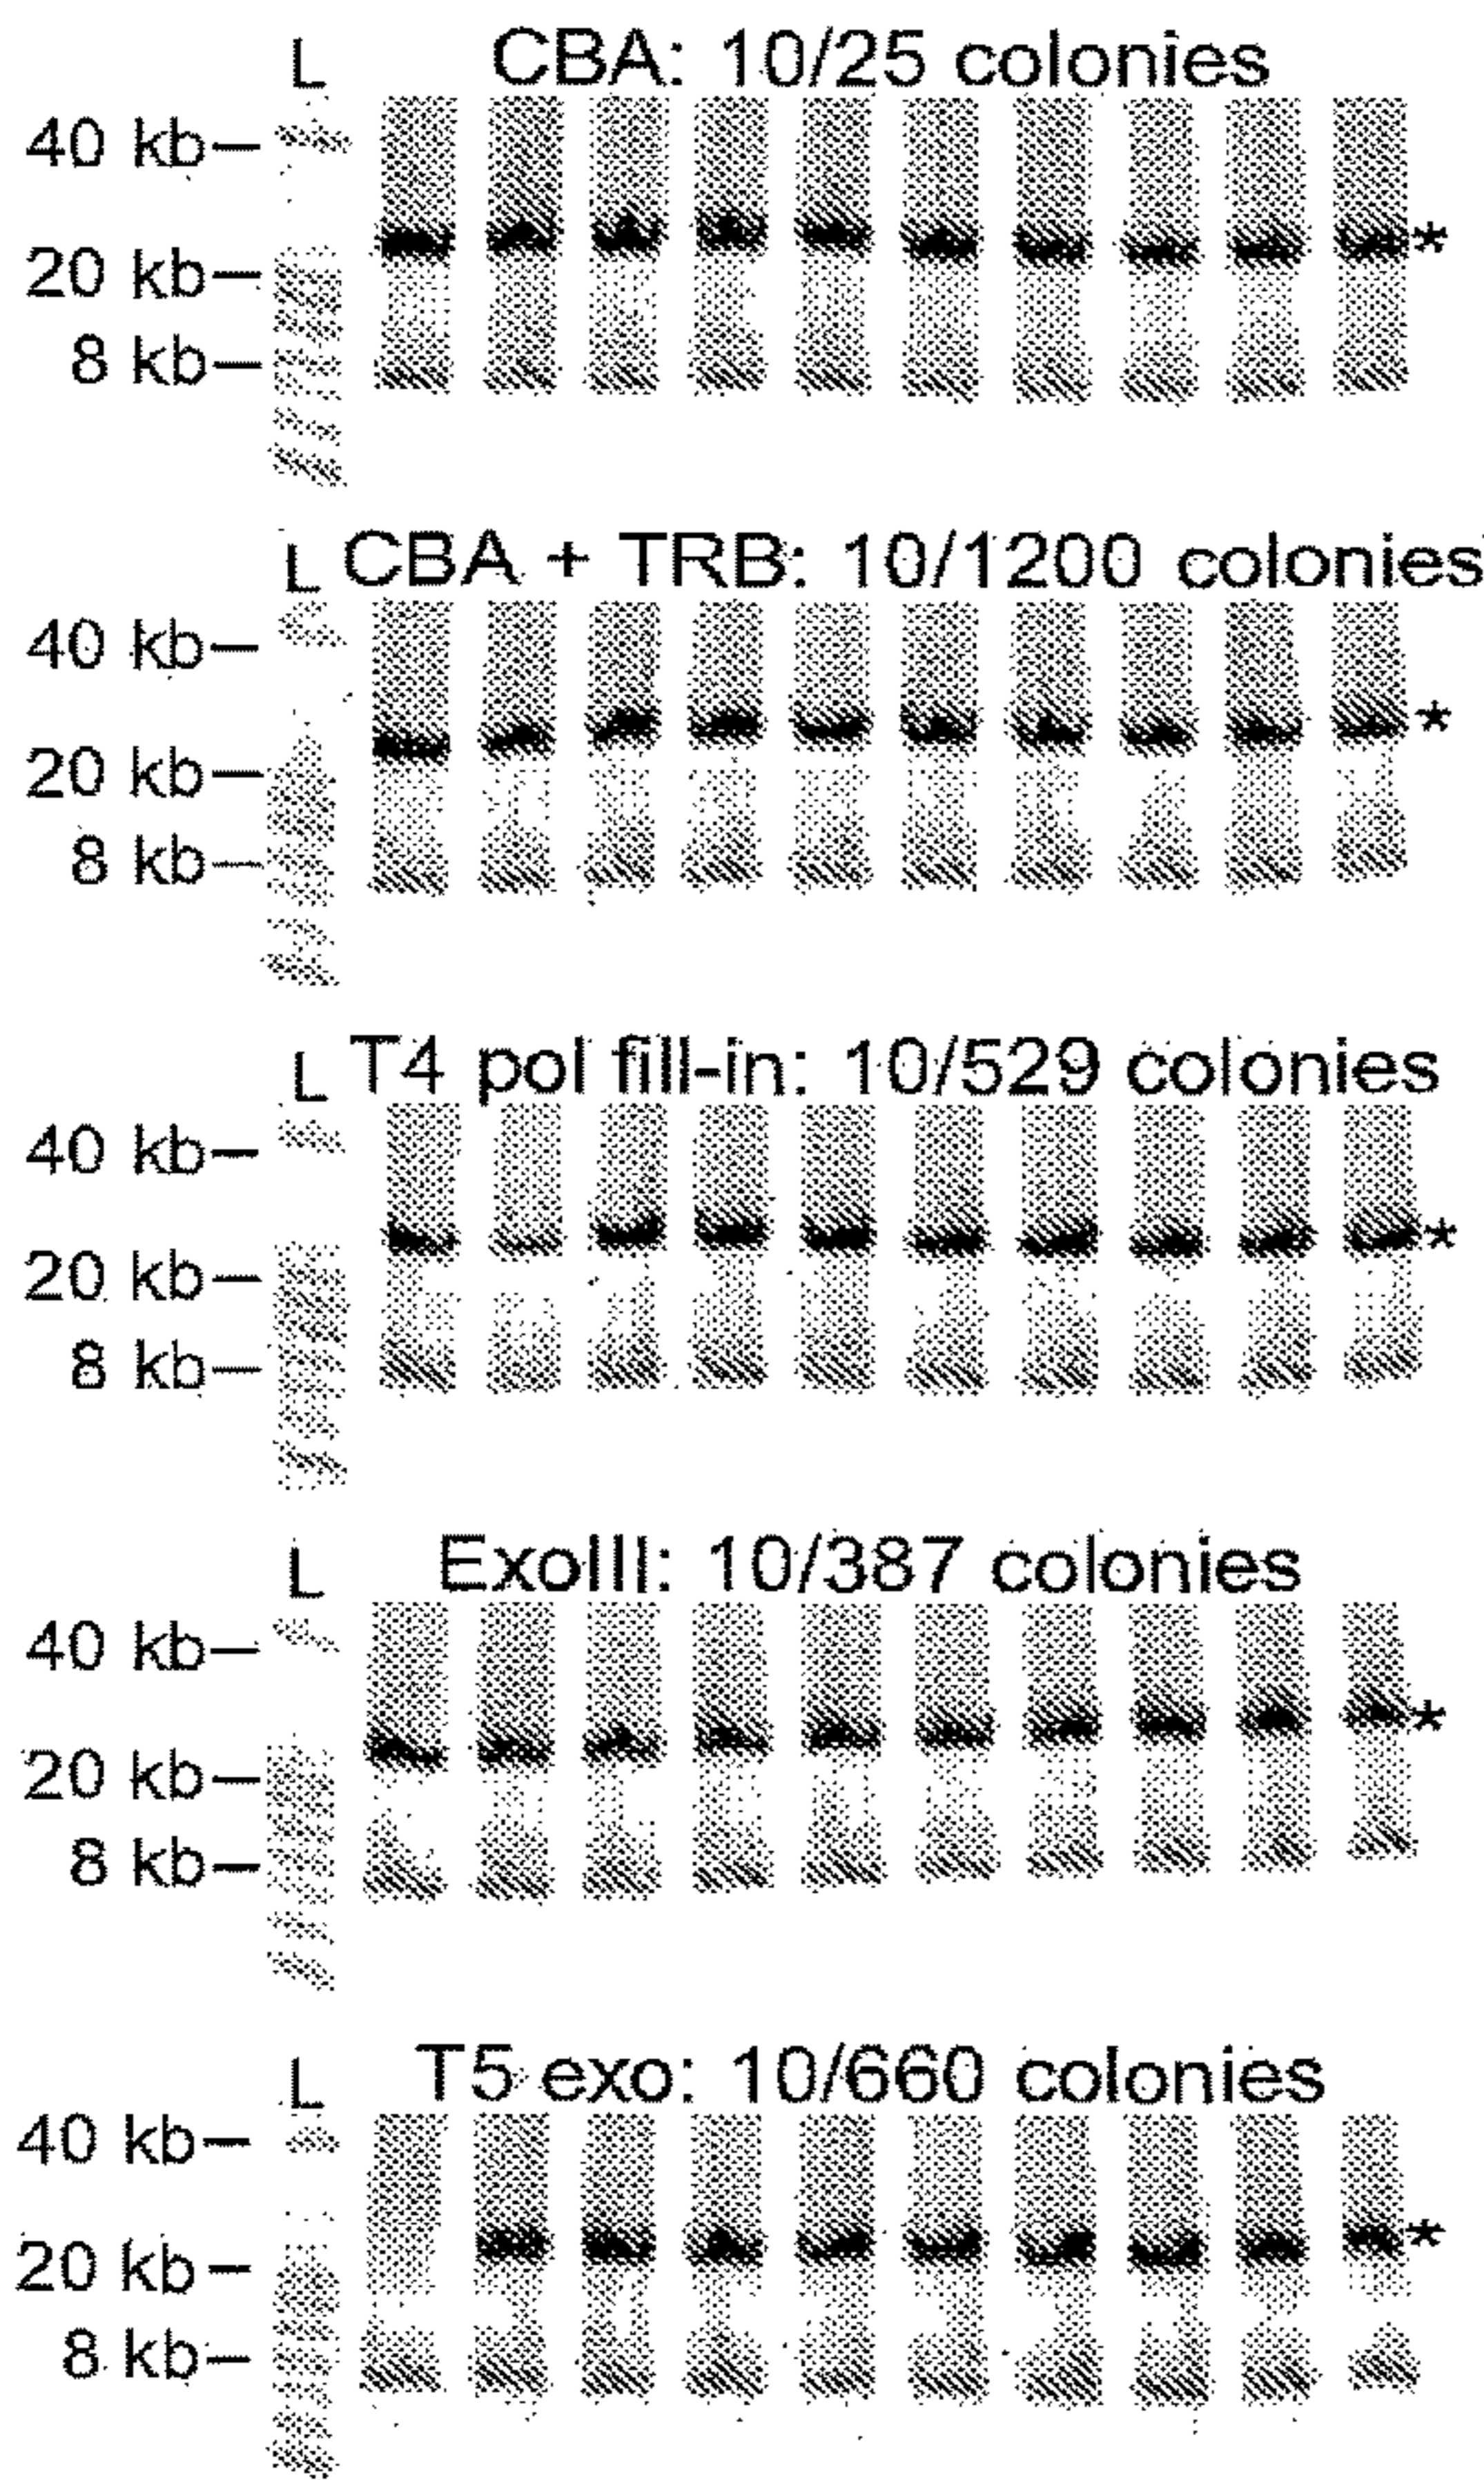 L CBA: 10/25 colonies
40 kb
*
20 kb
8 kb
L CBA + TRB: 10/1200 colonies
40 kb
*
20 kb
8 kb
L T4 pol fill-in: 10/529 colonies
40 kb
*
20 kb
8 kb
L ExoIII: 10/387 colonies
40 kb
*
20 kb
8 kb
L T5 exo: 10/660 colonies
40 kb
*
20 kb
8 kb